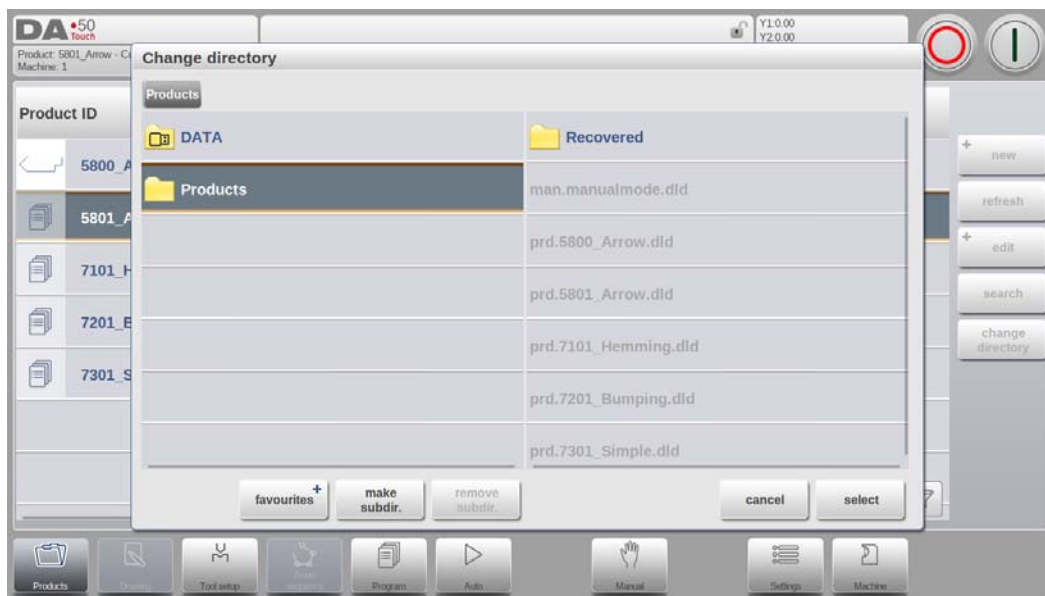 DA•50
Touch
Y1:0.00
Y2:0.00
Product: 5801_Arrow - C
Machine: 1
Change directory
Products
Product ID
DATA
Recovered
5800_A
Products
man.manualmode.dld
new
5801_A
refresh
prd.5800_Arrow.dld
edit
7101_H
prd.5801_Arrow.dld
search
7201_B
prd.7101_Hemming.dld
change
directory
7301_S
prd.7201_Bumping.dld
prd.7301_Simple.dld
favourites+
make
subdir.
remove
subdir.
cancel
select
Products
Drawing
Tool setup
Bend
sequence
Program
Auto
Manual
Settings
Machine